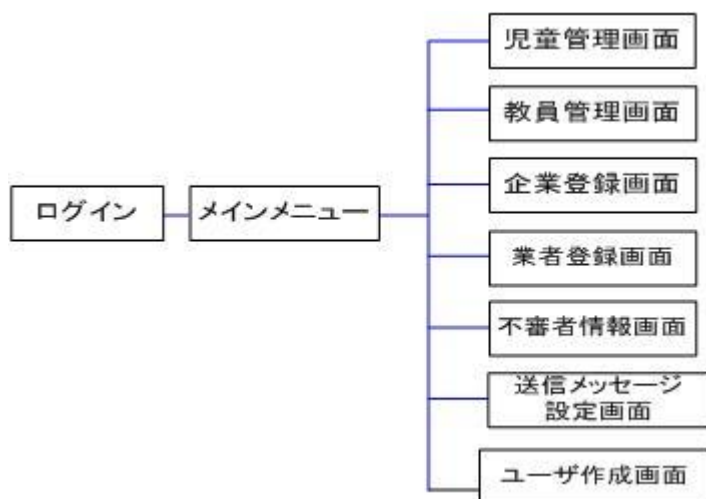 ログイン
メインメニュー
児童管理画面
教員管理画面
企業登録画面
業者登録画面
不審者情報画面
送信メッセージ
設定画面
ユーザ作成画面